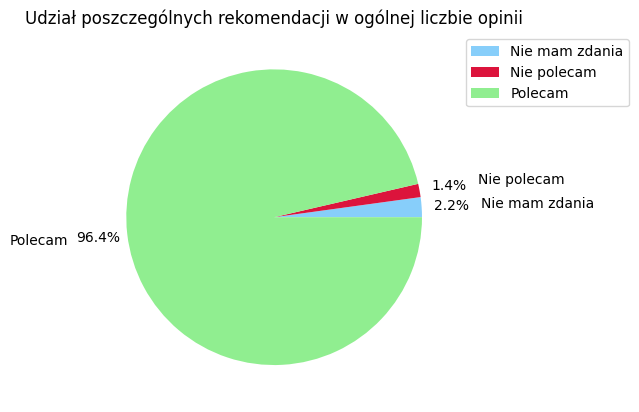 Udział poszczególnych rekomendacji w ogólnej liczbie opinii
Nie mam zdania
Nie polecam
Polecam
1.4% Nie polecam
2.2% Nie mam zdania
Polecam 96.4%